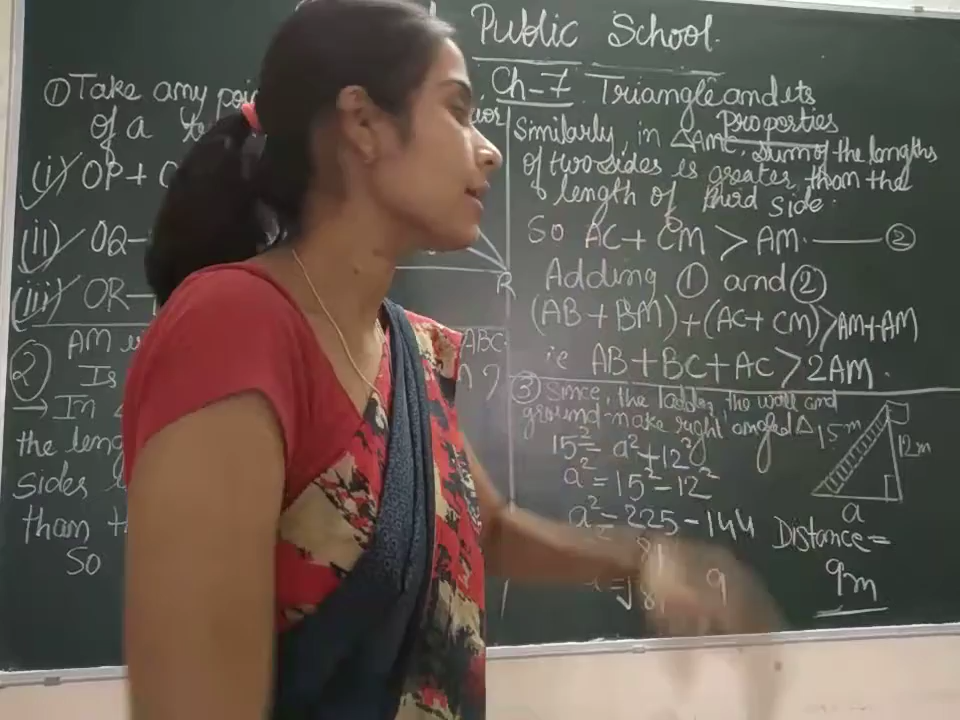 Public School
Ch-7 Triangle and its
Properties
① Take any
of a
(i) OP +
(ii) OQ
(iii) OR
R
② AM
ABC.
Is
?
→ In
the
sides
than
So
Similarly, in △AMC, sum of the lengths
of two sides is greater than the
length of third side.
So AC + CM > AM. ②
Adding ① and ②
(AB + BM) + (AC + CM) > AM + AM
ie AB + BC + AC > 2AM.
③ Since, the ladder, the wall and
ground make right angled △
15² = a² + 12²
a² = 15² - 12²
a² = 225 - 144
81
= √81
9
15m
12m
a
Distance =
9m